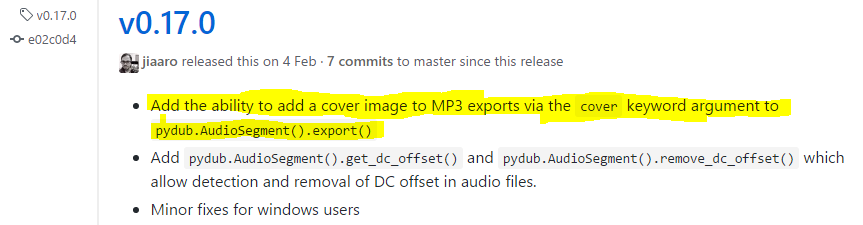 v0.17.0
e02c0d4
v0.17.0
jiaaro released this on 4 Feb · 7 commits to master since this release
• Add the ability to add a cover image to MP3 exports via the cover keyword argument to
pydub.AudioSegment().export()
• Add pydub.AudioSegment().get_dc_offset() and pydub.AudioSegment().remove_dc_offset() which
allow detection and removal of DC offset in audio files.
• Minor fixes for windows users